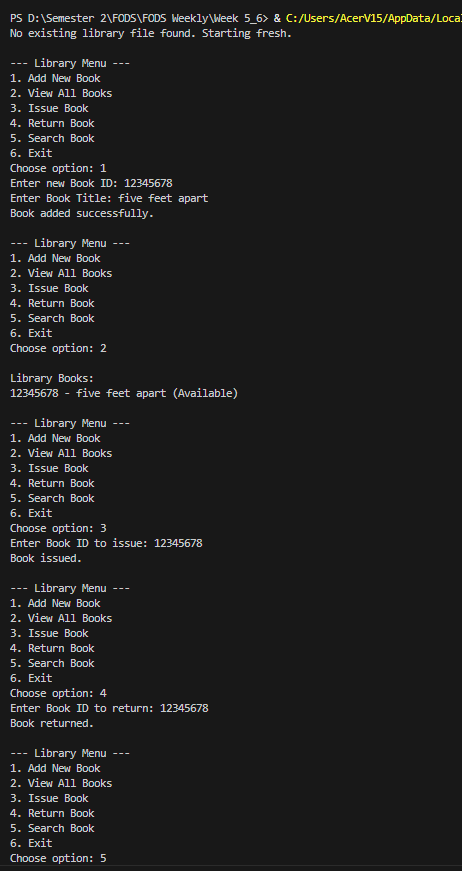 PS D:\Semester 2\FODS\FODS Weekly\Week 5_6> & C:/Users/AcerV15/AppData/Local
No existing library file found. Starting fresh.
--- Library Menu ---
1. Add New Book
2. View All Books
3. Issue Book
4. Return Book
5. Search Book
6. Exit
Choose option: 1
Enter new Book ID: 12345678
Enter Book Title: five feet apart
Book added successfully.
--- Library Menu ---
1. Add New Book
2. View All Books
3. Issue Book
4. Return Book
5. Search Book
6. Exit
Choose option: 2
Library Books:
12345678 - five feet apart (Available)
--- Library Menu ---
1. Add New Book
2. View All Books
3. Issue Book
4. Return Book
5. Search Book
6. Exit
Choose option: 3
Enter Book ID to issue: 12345678
Book issued.
--- Library Menu ---
1. Add New Book
2. View All Books
3. Issue Book
4. Return Book
5. Search Book
6. Exit
Choose option: 4
Enter Book ID to return: 12345678
Book returned.
--- Library Menu ---
1. Add New Book
2. View All Books
3. Issue Book
4. Return Book
5. Search Book
6. Exit
Choose option: 5